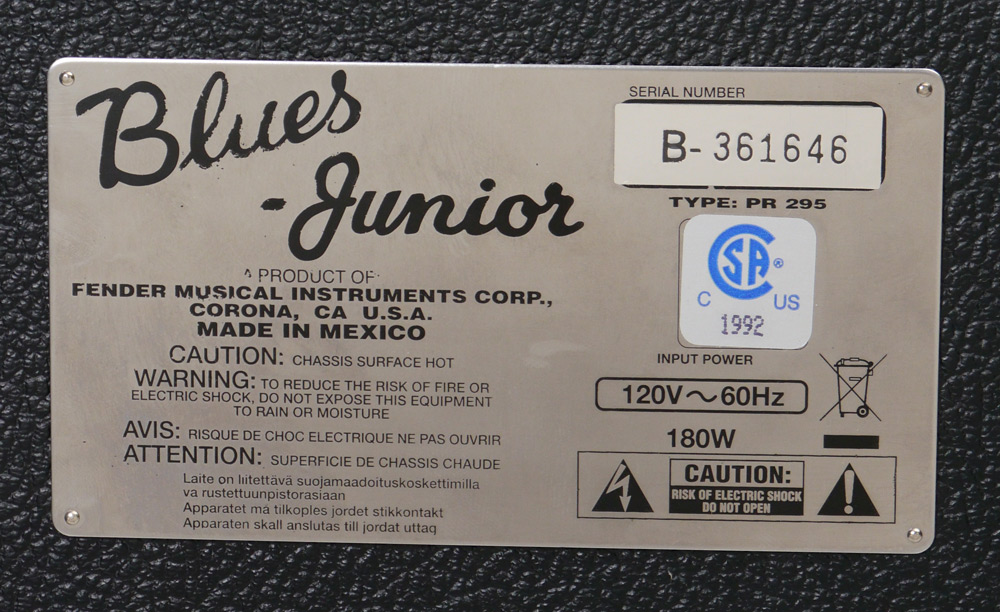 Blues
-Junior
A PRODUCT OF
FENDER MUSICAL INSTRUMENTS CORP.,
CORONA, CA U.S.A.
MADE IN MEXICO
CAUTION: CHASSIS SURFACE HOT
WARNING: TO REDUCE THE RISK OF FIRE OR
ELECTRIC SHOCK, DO NOT EXPOSE THIS EQUIPMENT
TO RAIN OR MOISTURE
AVIS: RISQUE DE CHOC ELECTRIQUE NE PAS OUVRIR
ATTENTION: SUPERFICIE DE CHASSIS CHAUDE
Laite on liitettävä suojamaadoituskoskettimilla
va rustettuunpistorasiaan
Apparatet må tilkoples jordet stikkontakt
Apparaten skall anslutas till jordat uttag
SERIAL NUMBER
B-361646
TYPE: PR 295
CSA®
C US
1992
INPUT POWER
120V~60Hz
180W
CAUTION:
RISK OF ELECTRIC SHOCK
DO NOT OPEN